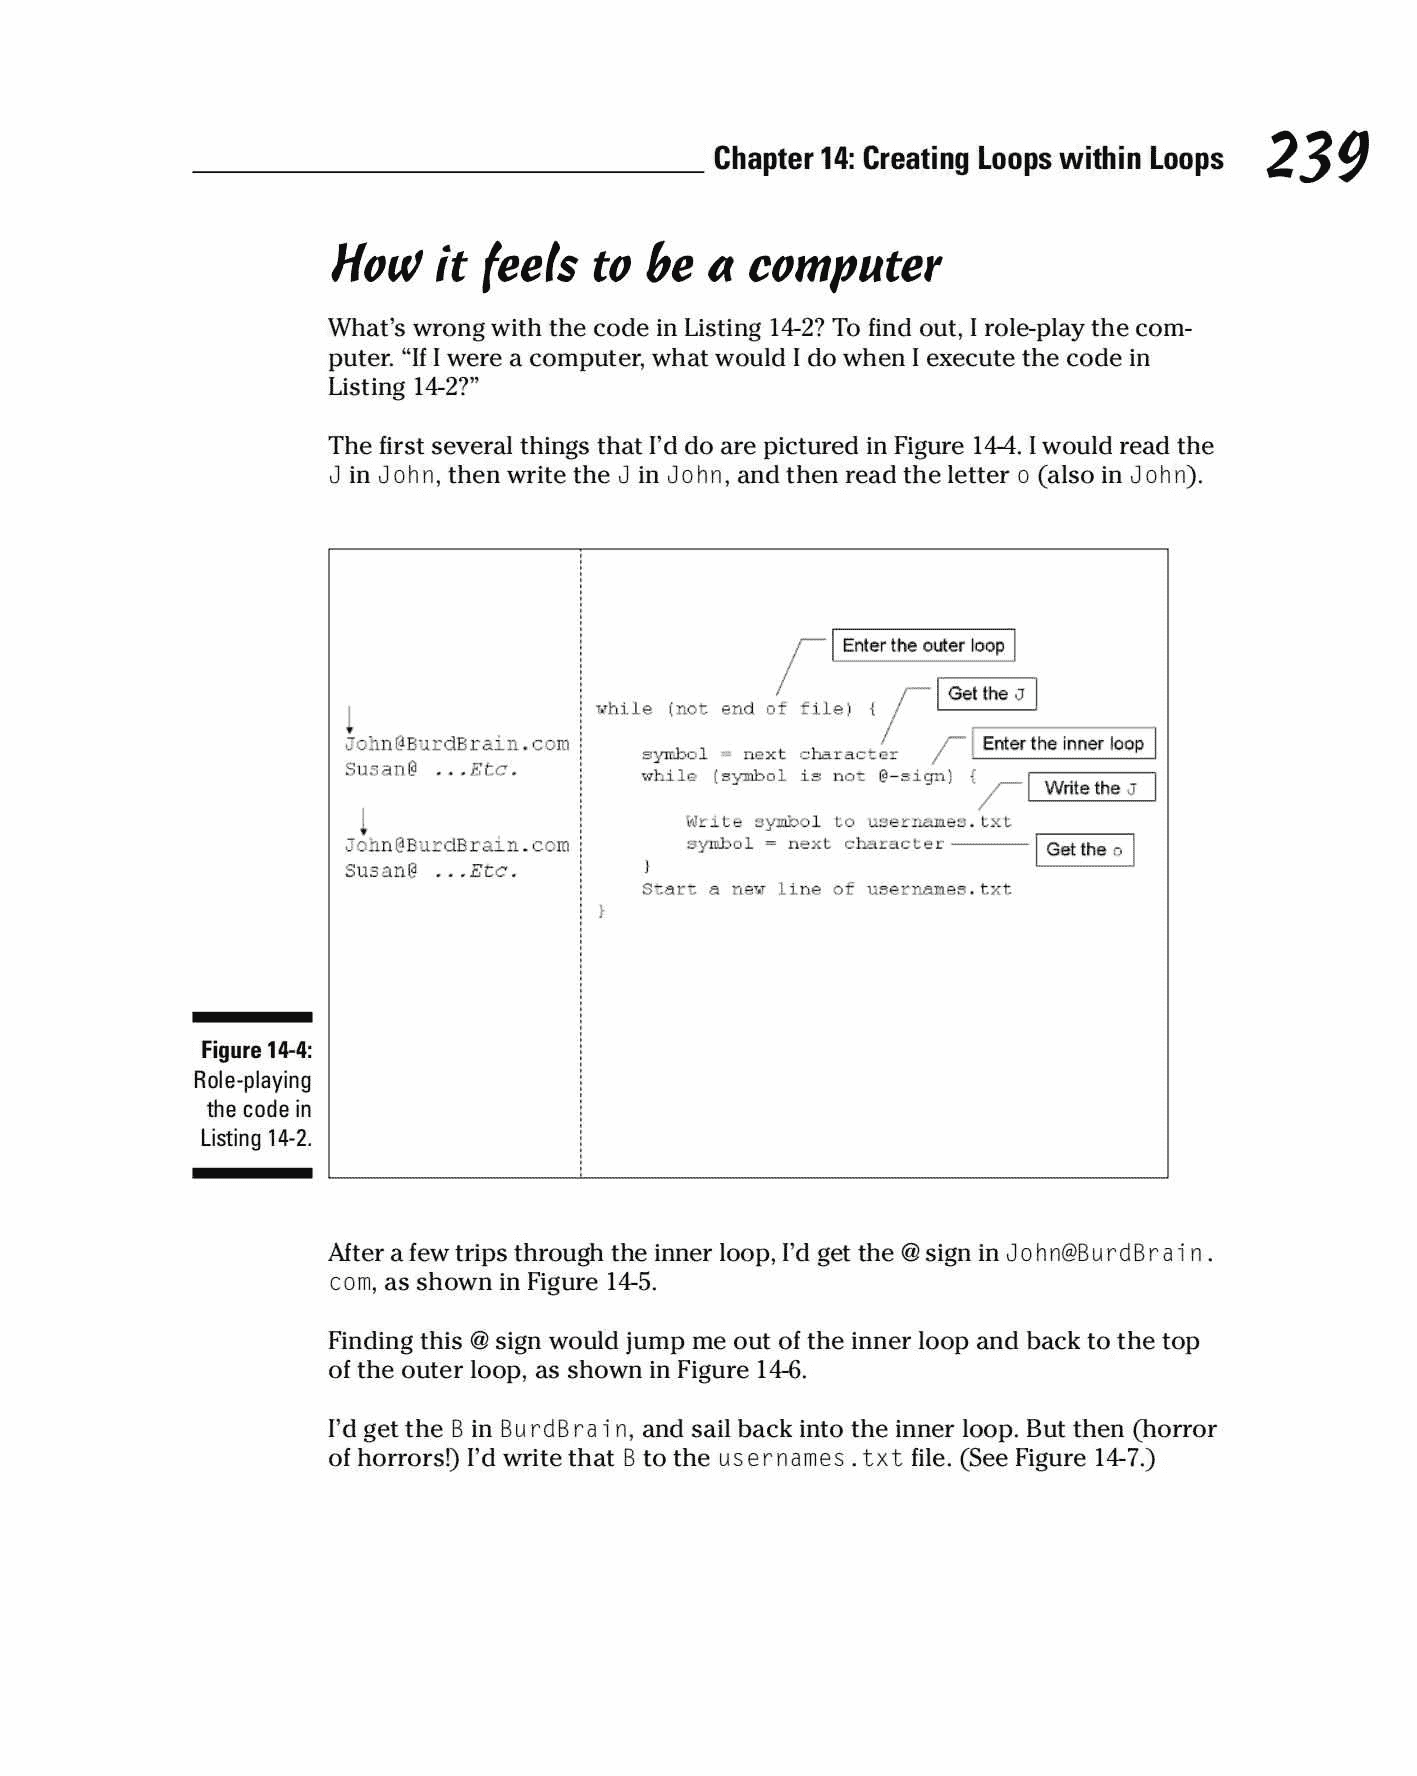 Chapter 14: Creating Loops within Loops 239
How it feels to be a computer
What's wrong with the code in Listing 14-2? To find out, I role-play the com-
puter. “If I were a computer, what would I do when I execute the code in
Listing 14-2?”
The first several things that I'd do are pictured in Figure 14-4. I would read the
J in John, then write the J in John, and then read the letter o (also in John).
Enter the outer loop
Get the J
while (not end of file) {
Enter the inner loop
John@BurdBrain.com
symbol = next character
Susan@ ...Etc.
while (symbol is not @-sign) {
Write the J
Write symbol to usernames.txt
John@BurdBrain.com
symbol = next character
Get the o
Susan@ ...Etc.
}
Start a new line of usernames.txt
}
Figure 14-4:
Role-playing
the code in
Listing 14-2.
After a few trips through the inner loop, I'd get the @ sign in John@BurdBrain.
com, as shown in Figure 14-5.
Finding this @ sign would jump me out of the inner loop and back to the top
of the outer loop, as shown in Figure 14-6.
I'd get the B in BurdBrain, and sail back into the inner loop. But then (horror
of horrors!) I'd write that B to the usernames.txt file. (See Figure 14-7.)